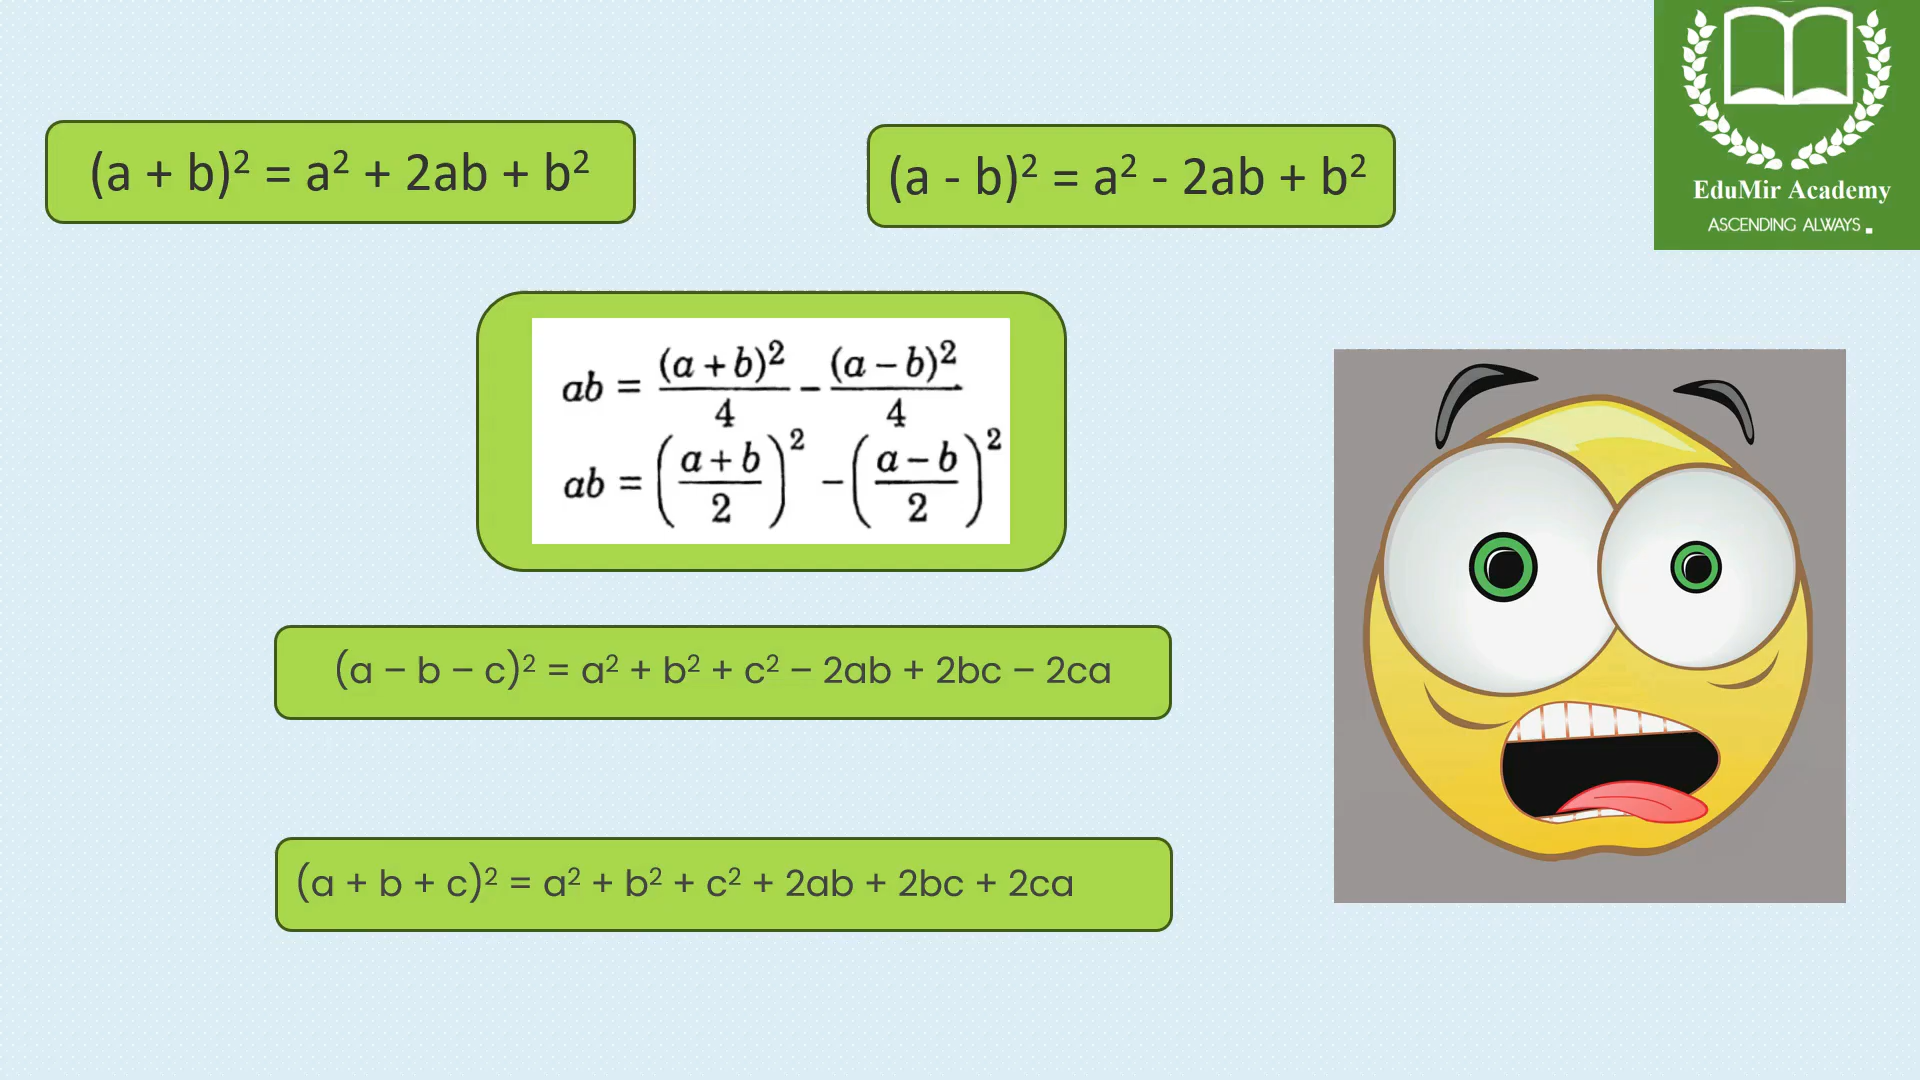 (a + b)² = a² + 2ab + b²
(a - b)² = a² - 2ab + b²
EduMir Academy
ASCENDING ALWAYS.
ab = (a + b)²/4 − (a − b)²/4
ab = ((a + b)/2)² − ((a − b)/2)²
(a – b – c)² = a² + b² + c² – 2ab + 2bc – 2ca
(a + b + c)² = a² + b² + c² + 2ab + 2bc + 2ca